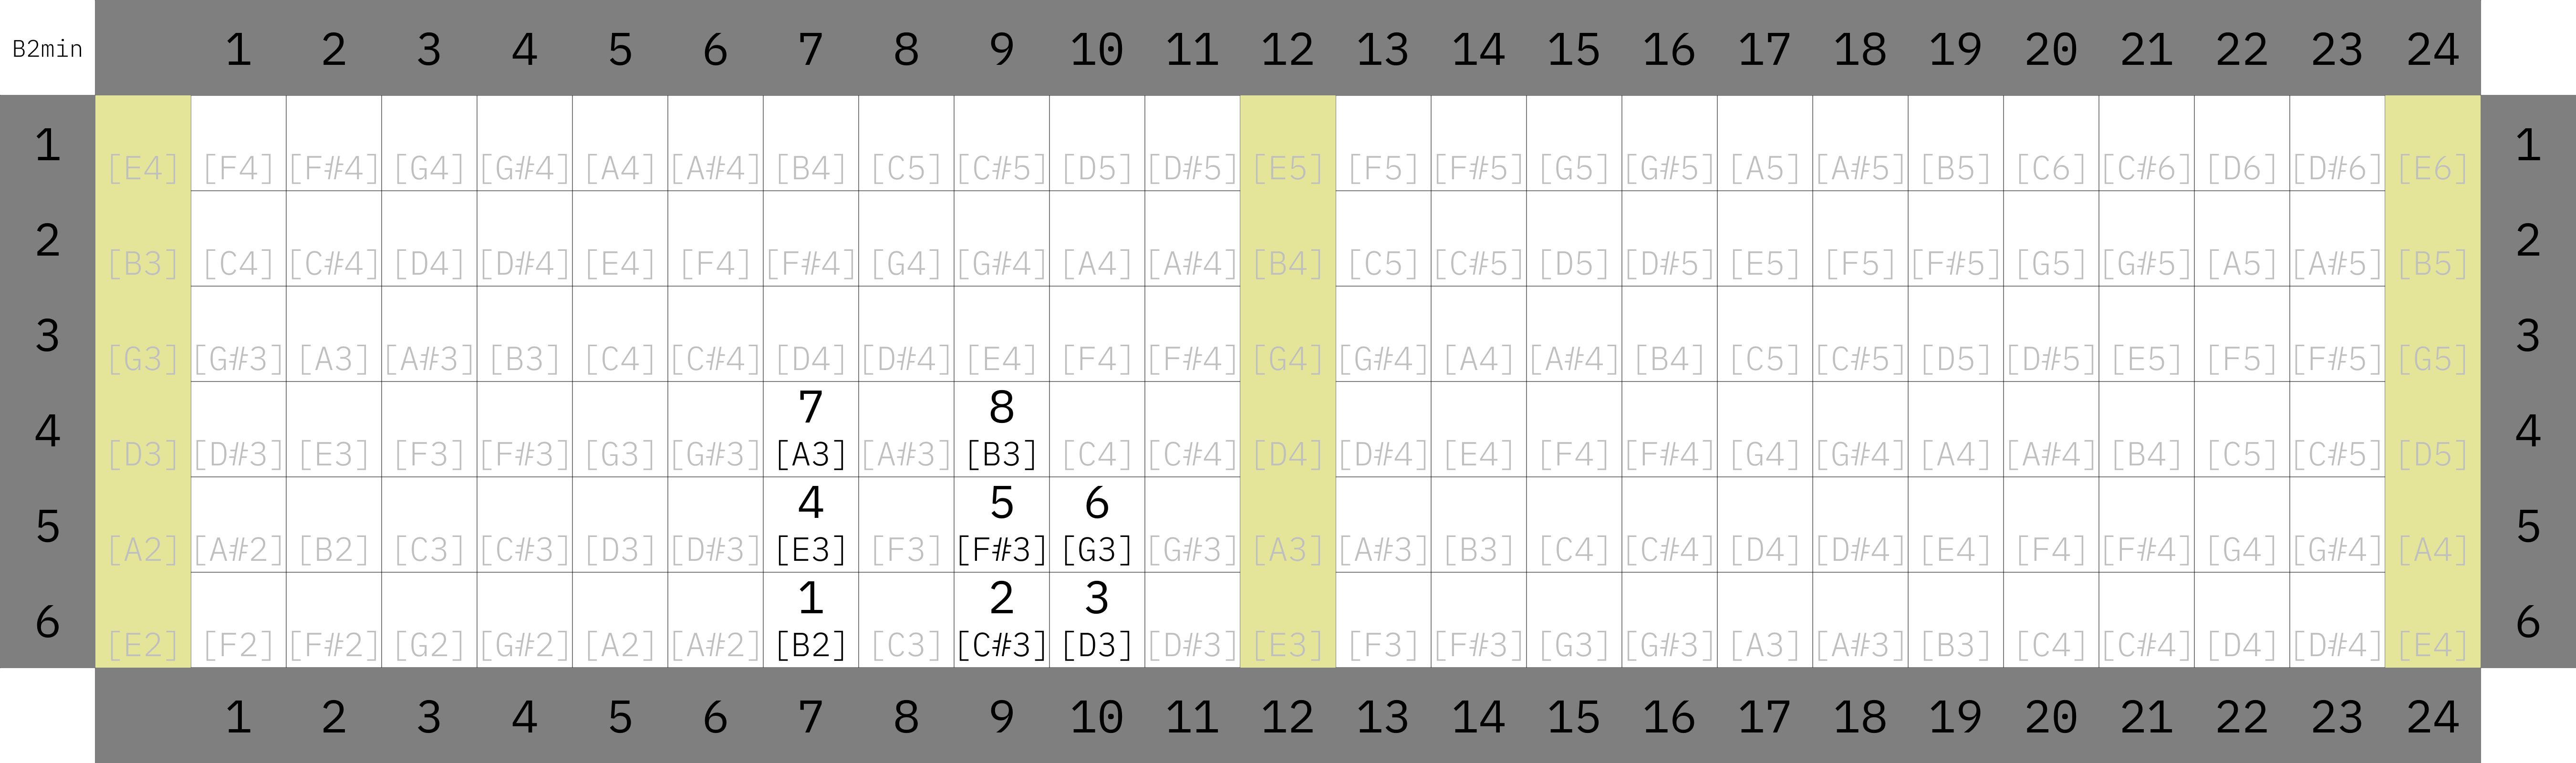 B2min 1 2 3 4 5 6 7 8 9 10 11 12 13 14 15 16 17 18 19 20 21 22 23 24
1 [E4] [F4] [F#4] [G4] [G#4] [A4] [A#4] [B4] [C5] [C#5] [D5] [D#5] [E5] [F5] [F#5] [G5] [G#5] [A5] [A#5] [B5] [C6] [C#6] [D6] [D#6] [E6] 1
2 [B3] [C4] [C#4] [D4] [D#4] [E4] [F4] [F#4] [G4] [G#4] [A4] [A#4] [B4] [C5] [C#5] [D5] [D#5] [E5] [F5] [F#5] [G5] [G#5] [A5] [A#5] [B5] 2
3 [G3] [G#3] [A3] [A#3] [B3] [C4] [C#4] [D4] [D#4] [E4] [F4] [F#4] [G4] [G#4] [A4] [A#4] [B4] [C5] [C#5] [D5] [D#5] [E5] [F5] [F#5] [G5] 3
7 8
4 [D3] [D#3] [E3] [F3] [F#3] [G3] [G#3] [A3] [A#3] [B3] [C4] [C#4] [D4] [D#4] [E4] [F4] [F#4] [G4] [G#4] [A4] [A#4] [B4] [C5] [C#5] [D5] 4
4 5 6
5 [A2] [A#2] [B2] [C3] [C#3] [D3] [D#3] [E3] [F3] [F#3] [G3] [G#3] [A3] [A#3] [B3] [C4] [C#4] [D4] [D#4] [E4] [F4] [F#4] [G4] [G#4] [A4] 5
1 2 3
6 [E2] [F2] [F#2] [G2] [G#2] [A2] [A#2] [B2] [C3] [C#3] [D3] [D#3] [E3] [F3] [F#3] [G3] [G#3] [A3] [A#3] [B3] [C4] [C#4] [D4] [D#4] [E4] 6
1 2 3 4 5 6 7 8 9 10 11 12 13 14 15 16 17 18 19 20 21 22 23 24